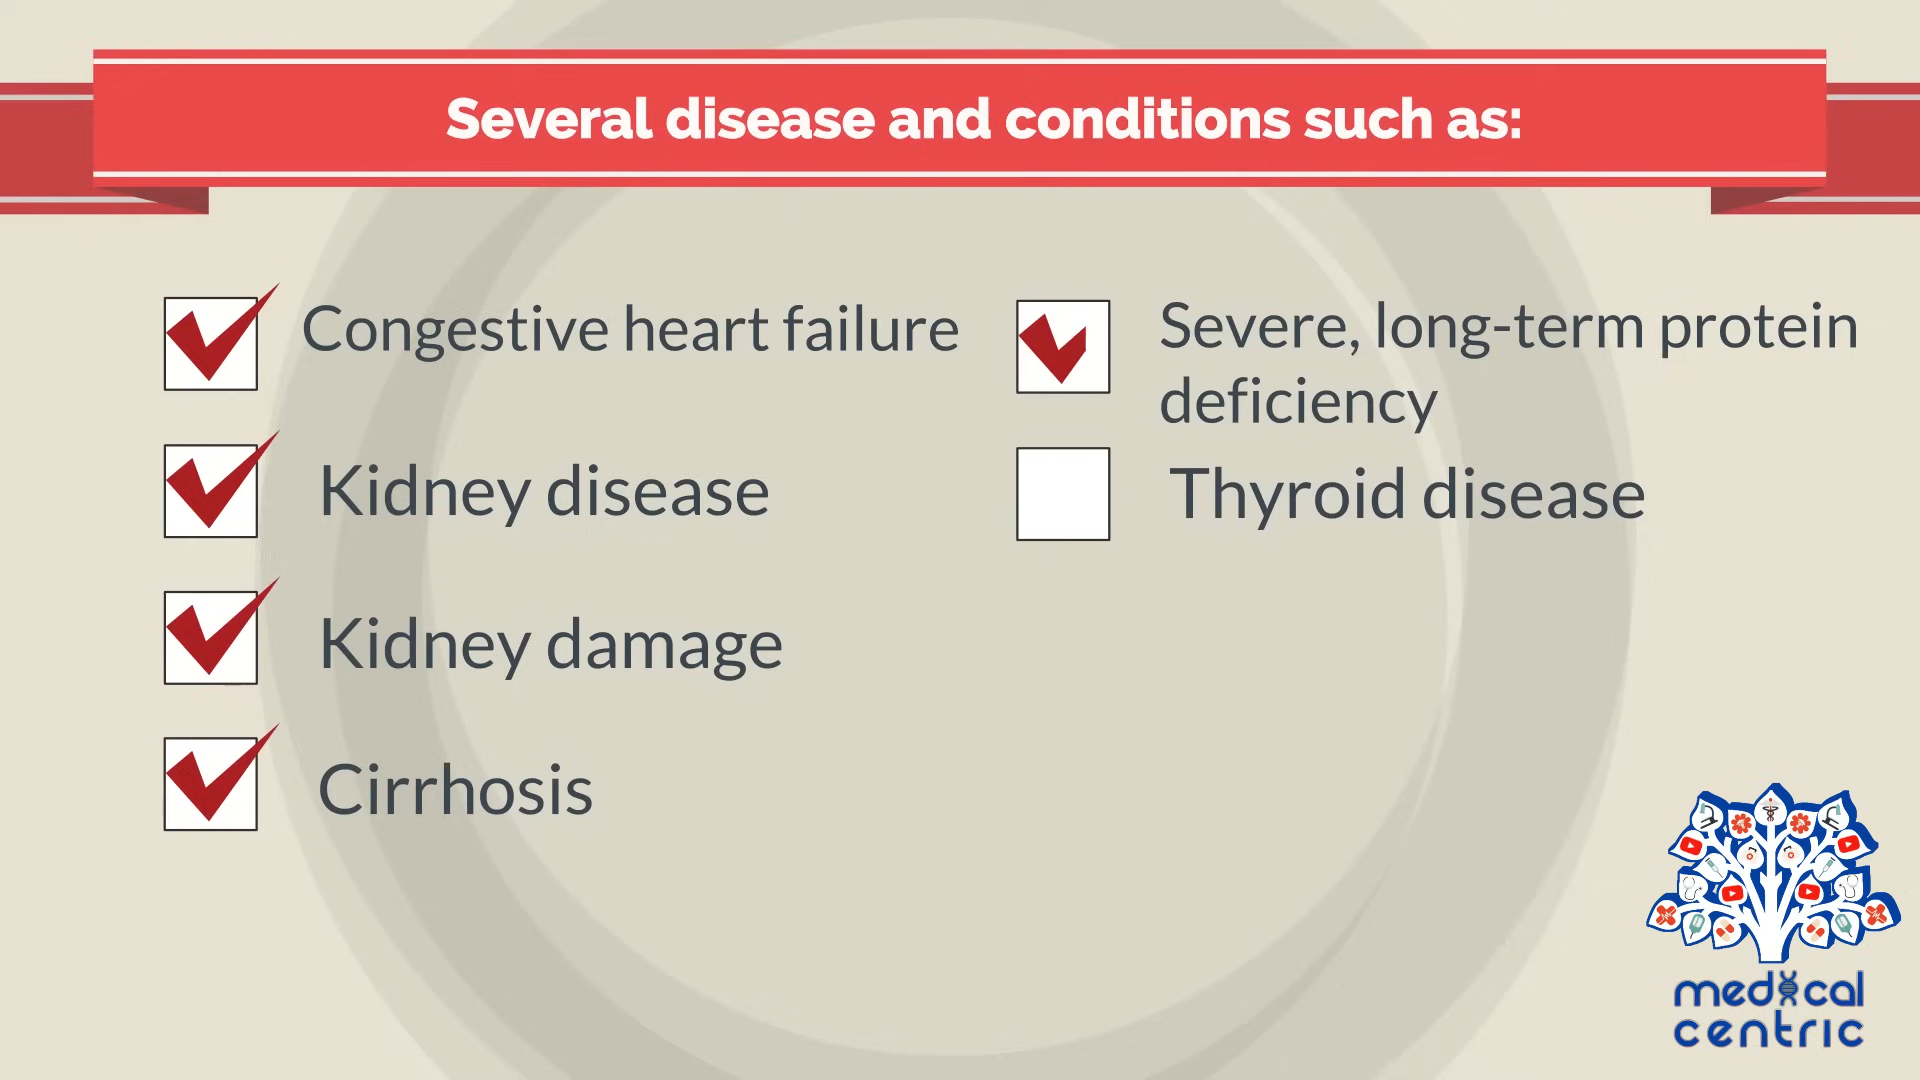 Several disease and conditions such as:
Congestive heart failure
Kidney disease
Kidney damage
Cirrhosis
Severe, long-term protein
deficiency
Thyroid disease
medical
centric